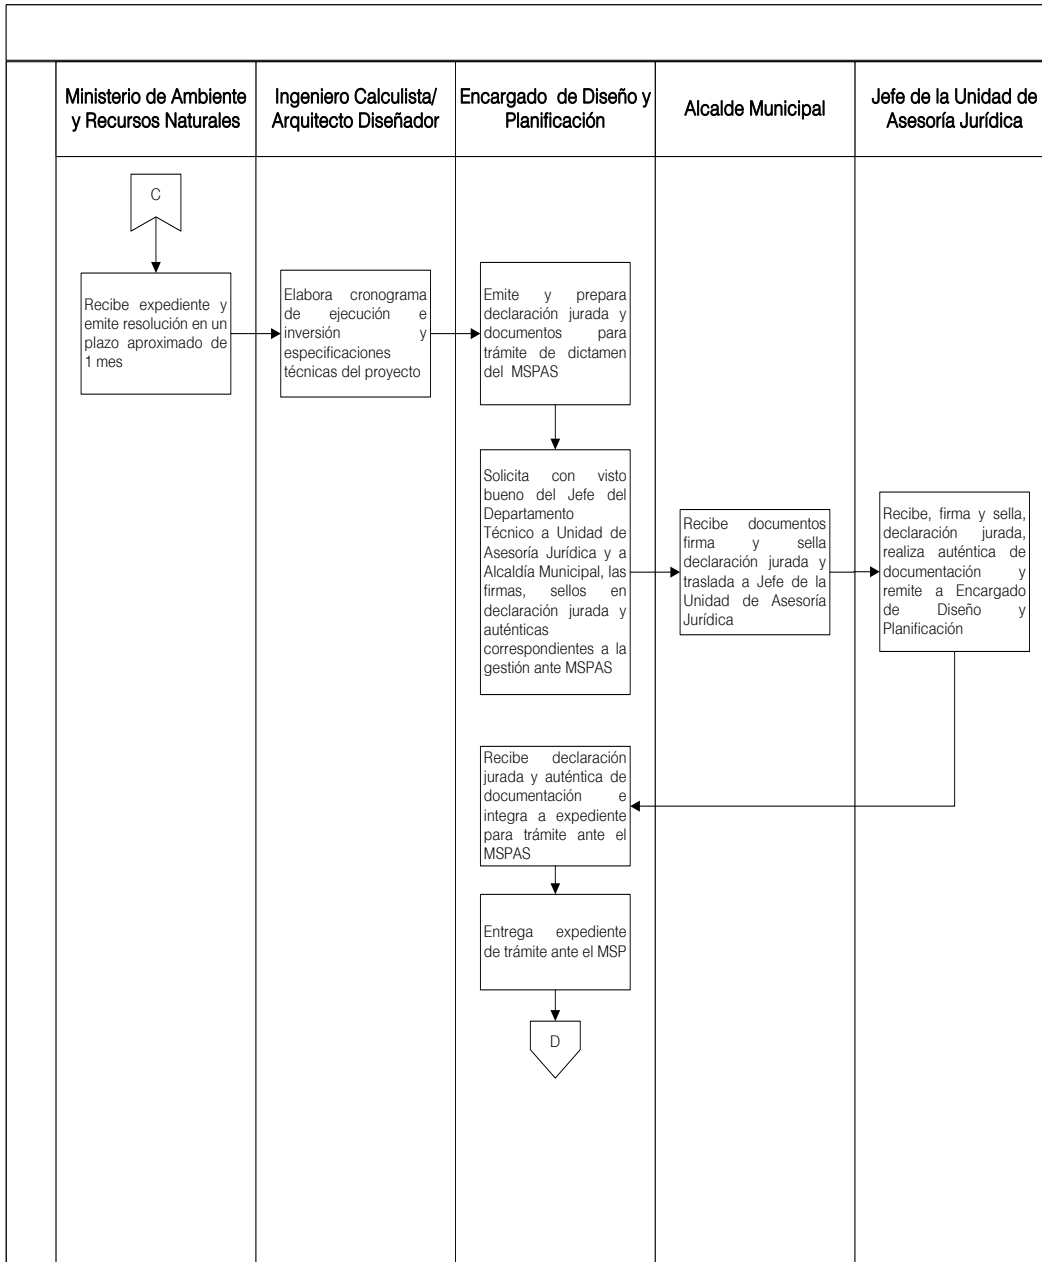 Ministerio de Ambiente
y Recursos Naturales
Ingeniero Calculista/
Arquitecto Diseñador
Encargado de Diseño y
Planificación
Alcalde Municipal
Jefe de la Unidad de
Asesoría Jurídica
C
Recibe expediente y
emite resolución en un
plazo aproximado de
1 mes
Elabora cronograma
de ejecución e
inversión y
especificaciones
técnicas del proyecto
Emite y prepara
declaración jurada y
documentos para
trámite de dictamen
del MSPAS
Solicita con visto
bueno del Jefe del
Departamento
Técnico a Unidad de
Asesoría Jurídica y a
Alcaldía Municipal, las
firmas, sellos en
declaración jurada y
auténticas
correspondientes a la
gestión ante MSPAS
Recibe documentos
firma y sella
declaración jurada y
traslada a Jefe de la
Unidad de Asesoría
Jurídica
Recibe, firma y sella,
declaración jurada,
realiza auténtica de
documentación y
remite a Encargado
de Diseño y
Planificación
Recibe declaración
jurada y auténtica de
documentación e
integra a expediente
para trámite ante el
MSPAS
Entrega expediente
de trámite ante el MSP
D